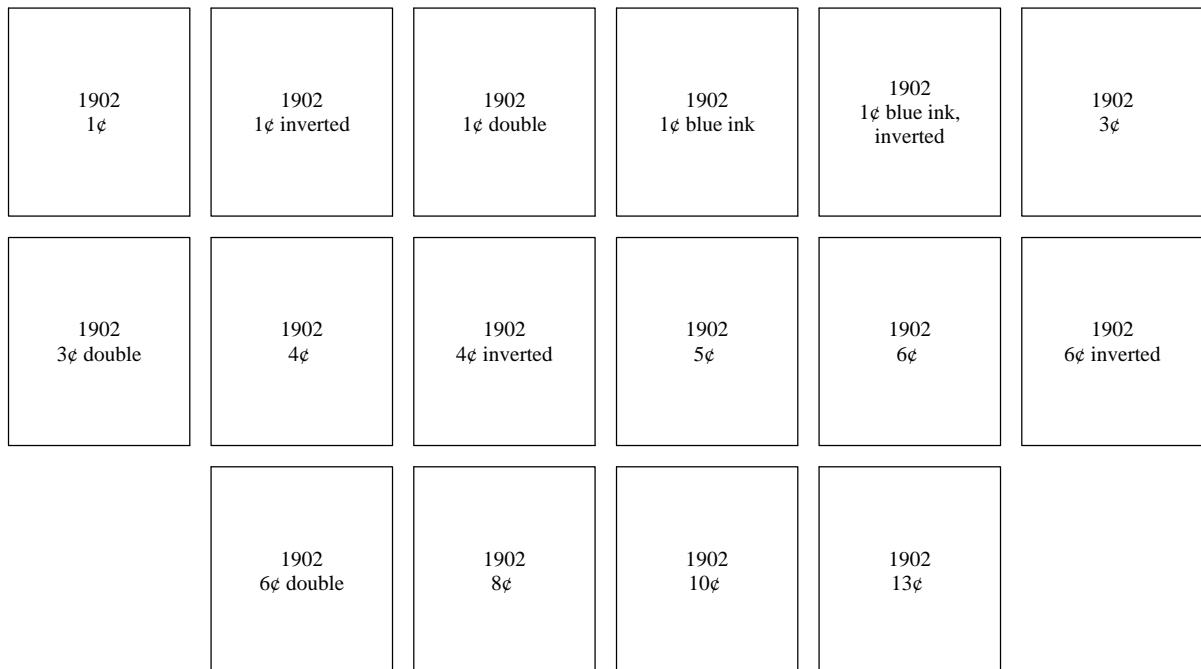 1902
1¢
1902
1¢ inverted
1902
1¢ double
1902
1¢ blue ink
1902
1¢ blue ink,
inverted
1902
3¢
1902
3¢ double
1902
4¢
1902
4¢ inverted
1902
5¢
1902
6¢
1902
6¢ inverted
1902
6¢ double
1902
8¢
1902
10¢
1902
13¢